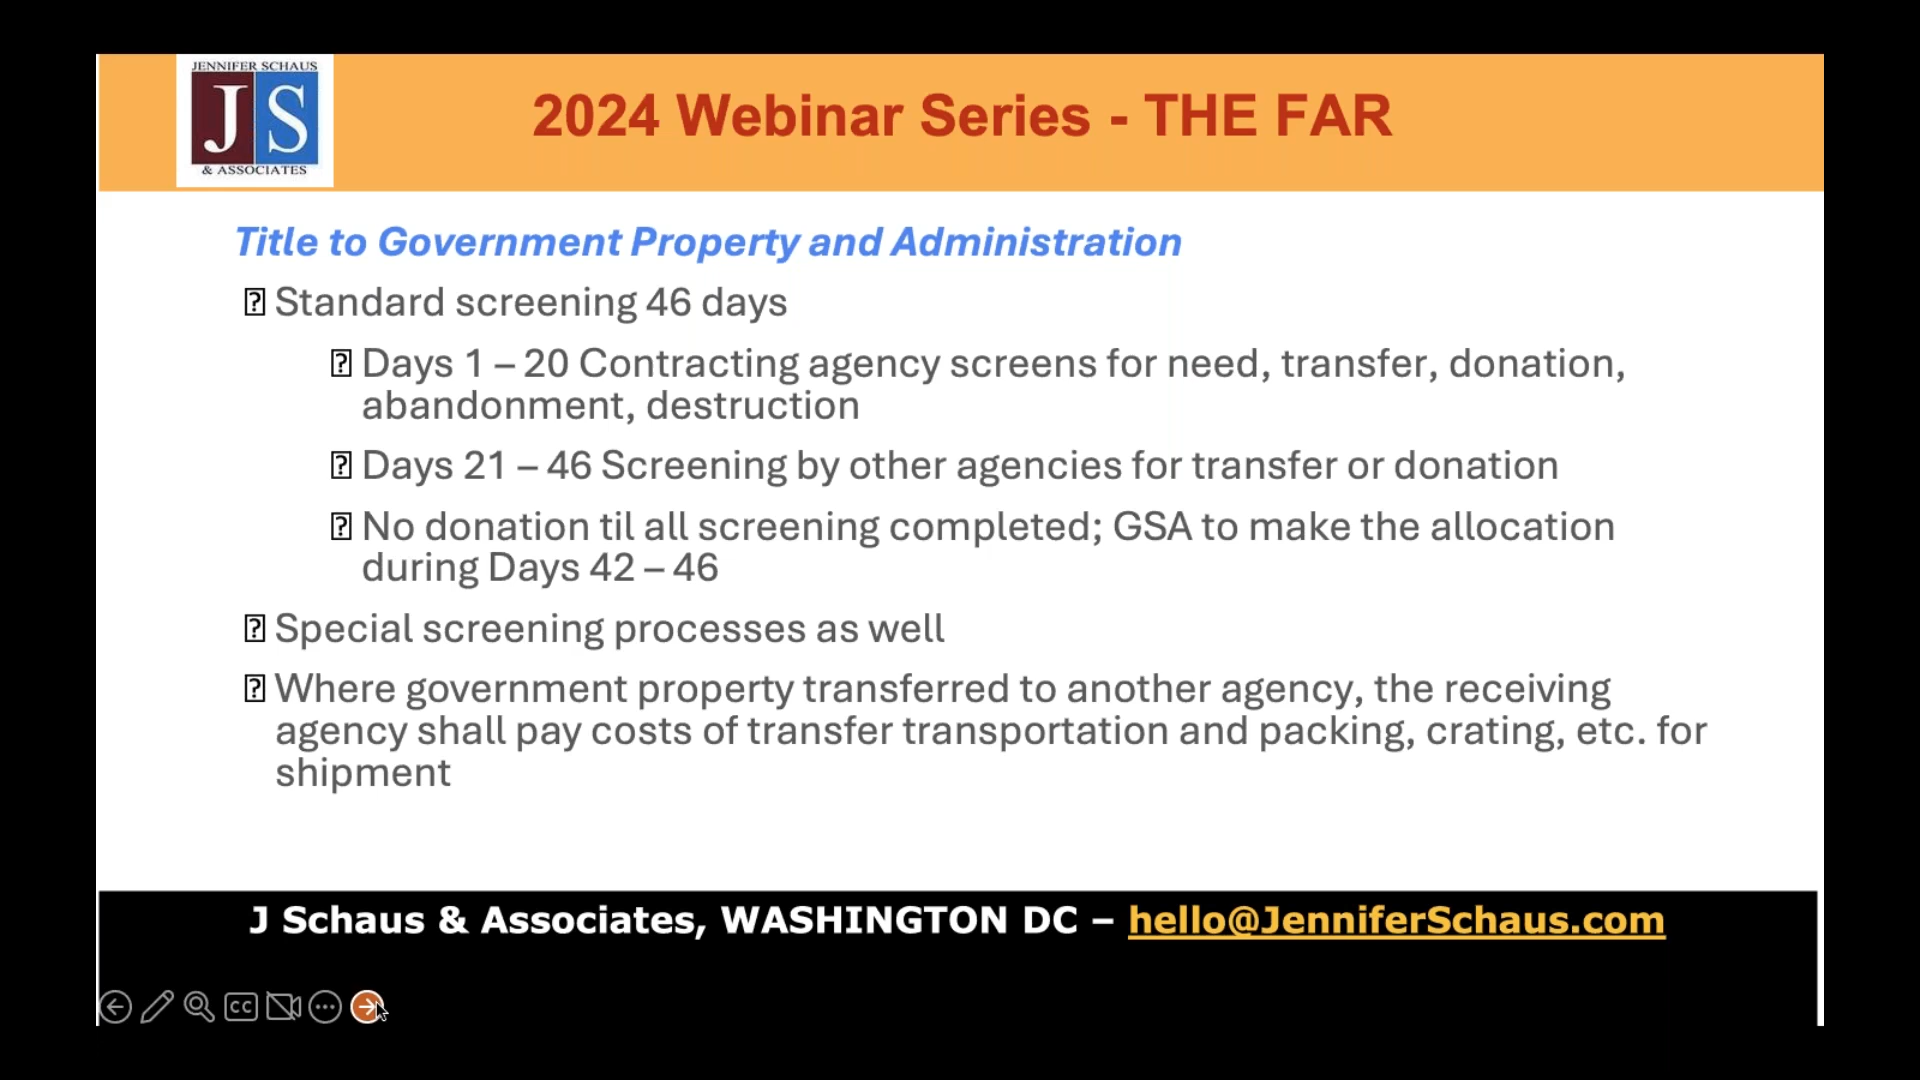 JENNIFER SCHAUS
JS
& ASSOCIATES
2024 Webinar Series - THE FAR
Title to Government Property and Administration
Standard screening 46 days
Days 1 – 20 Contracting agency screens for need, transfer, donation,
abandonment, destruction
Days 21 – 46 Screening by other agencies for transfer or donation
No donation til all screening completed; GSA to make the allocation
during Days 42 – 46
Special screening processes as well
Where government property transferred to another agency, the receiving
agency shall pay costs of transfer transportation and packing, crating, etc. for
shipment
J Schaus & Associates, WASHINGTON DC – hello@JenniferSchaus.com
CC